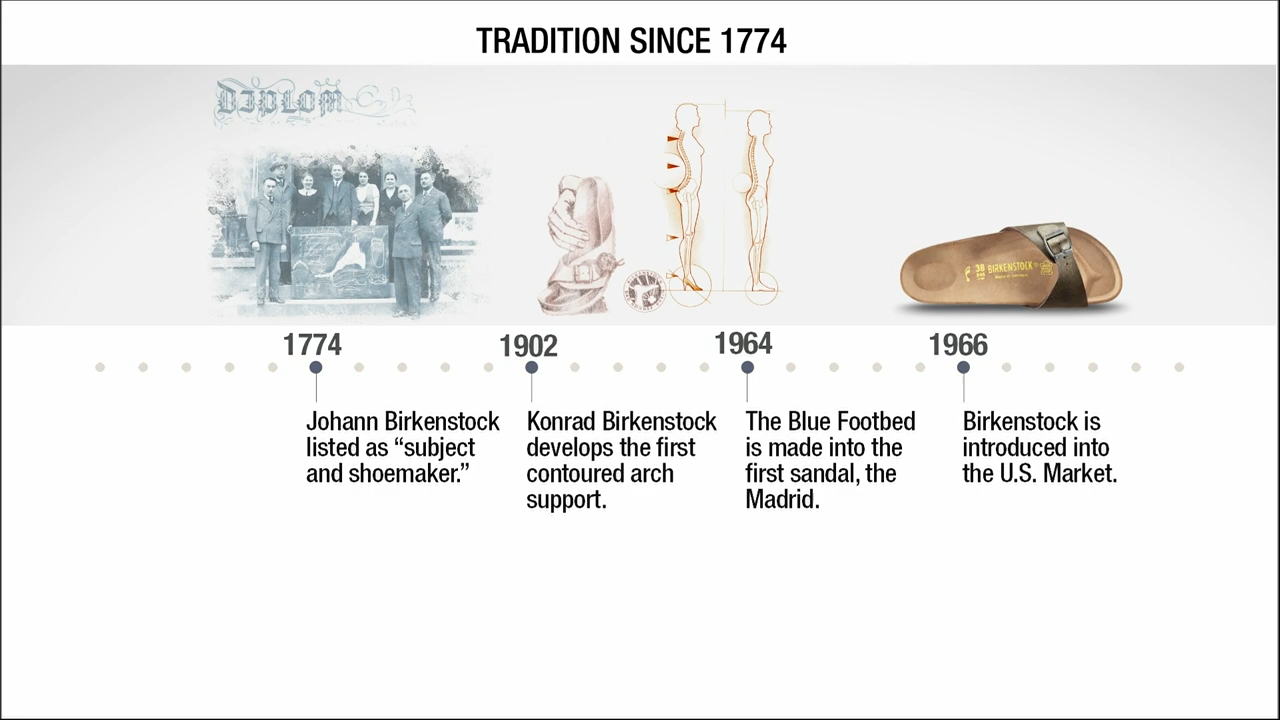 TRADITION SINCE 1774
Diplom
38
BIRKENSTOCK
1774
1902
1964
1966
Johann Birkenstock
listed as “subject
and shoemaker.”
Konrad Birkenstock
develops the first
contoured arch
support.
The Blue Footbed
is made into the
first sandal, the
Madrid.
Birkenstock is
introduced into
the U.S. Market.